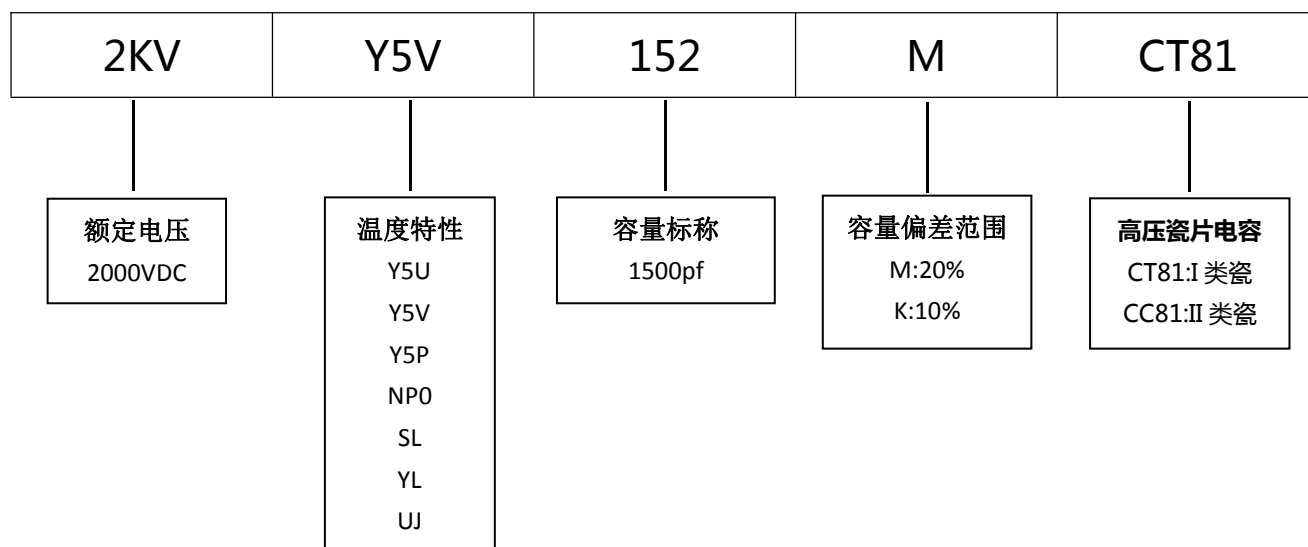 2KV Y5V 152 M CT81
额定电压
2000VDC
温度特性
Y5U
Y5V
Y5P
NP0
SL
YL
UJ
容量标称
1500pf
容量偏差范围
M:20%
K:10%
高压瓷片电容
CT81:I 类瓷
CC81:II 类瓷